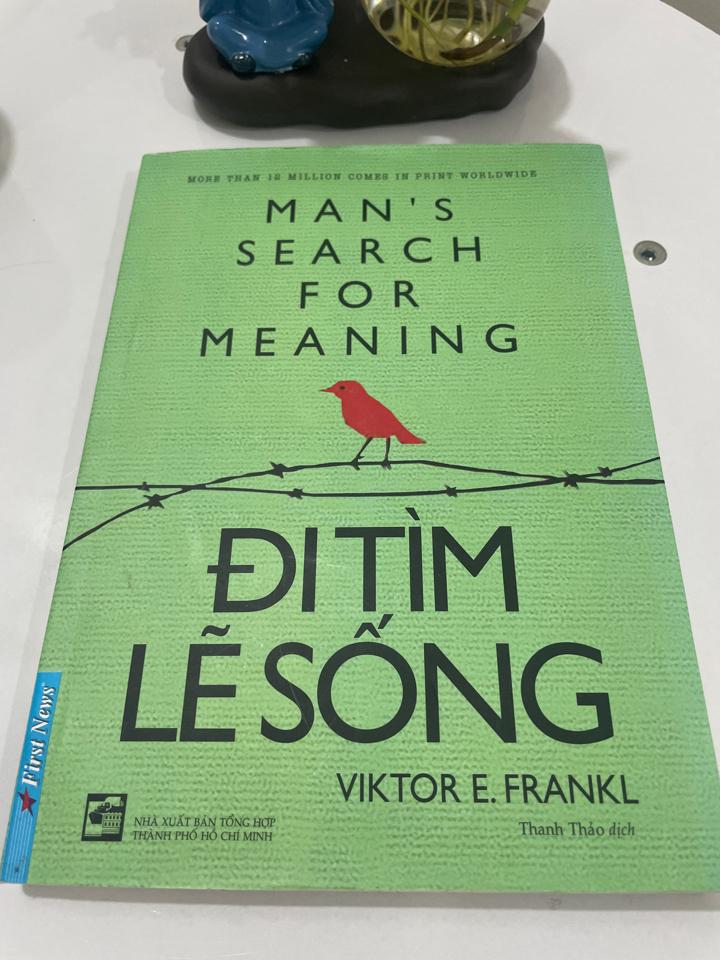 MORE THAN 12 MILLION COMES IN PRINT WORLDWIDE
MAN'S
SEARCH
FOR
MEANING
ĐI TÌM
LẼ SỐNG
VIKTOR E. FRANKL
Thanh Thảo dịch
First News
NHÀ XUẤT BẢN TỔNG HỢP
THÀNH PHỐ HỒ CHÍ MINH